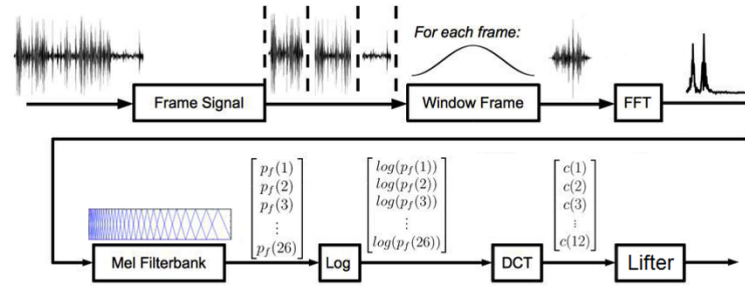 For each frame:
Frame Signal
Window Frame
FFT
p_f(1)
p_f(2)
p_f(3)
⋮
p_f(26)
log(p_f(1))
log(p_f(2))
log(p_f(3))
⋮
log(p_f(26))
c(1)
c(2)
c(3)
⋮
c(12)
Mel Filterbank
Log
DCT
Lifter